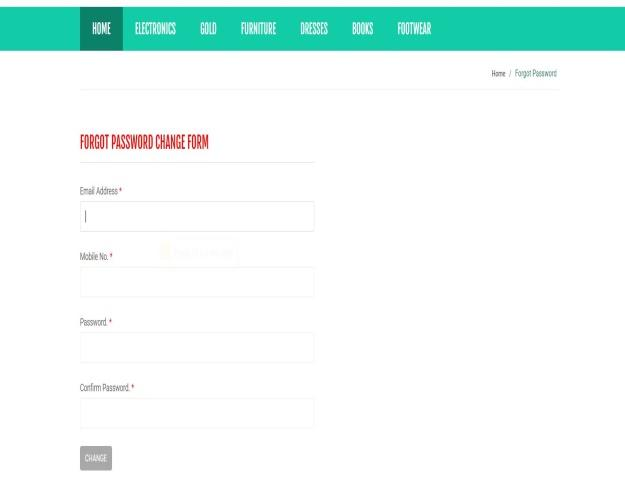 HOME ELECTRONICS GOLD FURNITURE DRESSES BOOKS FOOTWEAR
Home / Forgot Password
FORGOT PASSWORD CHANGE FORM
Email Address *
Mobile No. *
Password. *
Confirm Password. *
CHANGE